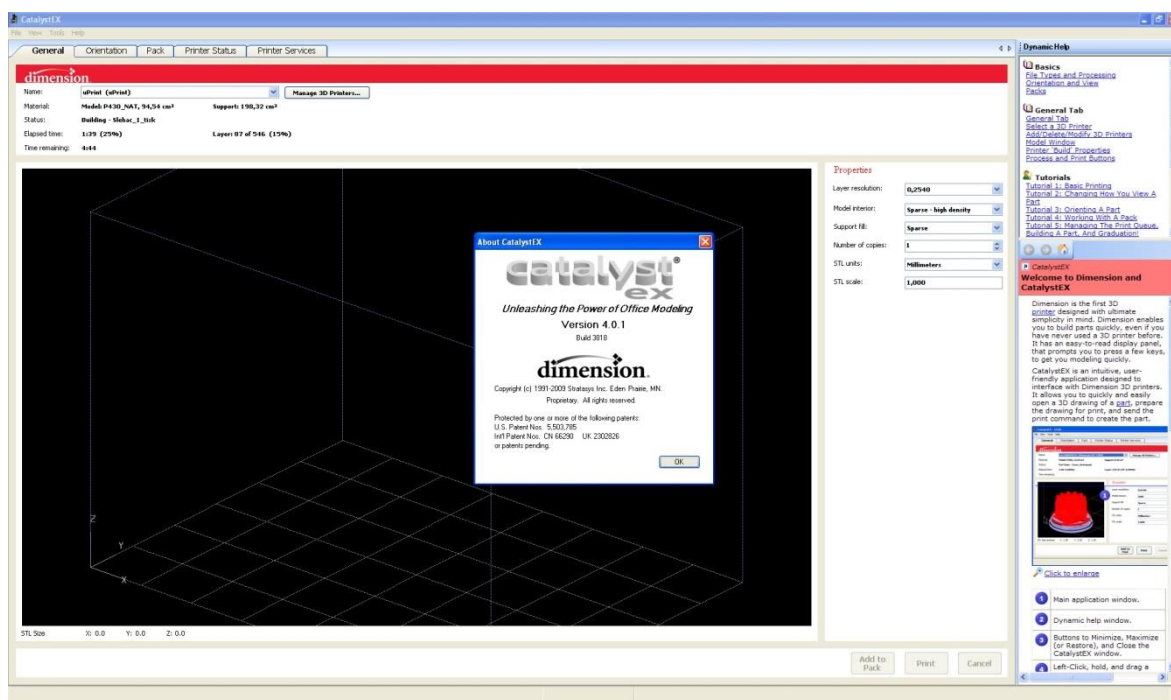 CatalystEX
File View Tools Help
General Orientation Pack Printer Status Printer Services
dimension
Name: uPrint (uPrint) Manage 3D Printers...
Material: Model: P430_NAT, 94,54 cm³ Support: 198,32 cm³
Status: Building - Slehac_1_tisk
Elapsed time: 1:39 (25%) Layer: 87 of 546 (15%)
Time remaining: 4:44
Properties
Layer resolution: 0,2540
Model interior: Sparse - high density
Support fill: Sparse
Number of copies: 1
STL units: Millimeters
STL scale: 1,000
About CatalystEX
catalyst®
ex
Unleashing the Power of Office Modeling
Version 4.0.1
Build 3818
dimension.
Copyright (c) 1991-2009 Stratasys Inc. Eden Prairie, MN.
Proprietary. All rights reserved.
Protected by one or more of the following patents:
U.S. Patent Nos. 5,503,785
Int'l Patent Nos. CN 66290 UK 2302826
or patents pending.
OK
Z
Y
X
STL Size X: 0.0 Y: 0.0 Z: 0.0
Add to
Pack
Print
Cancel
Dynamic Help
Basics
File Types and Processing
Orientation and View
Packs
General Tab
General Tab
Select a 3D Printer
Add/Delete/Modify 3D Printers
Model Window
Printer 'Build' Properties
Process and Print Buttons
Tutorials
Tutorial 1: Basic Printing
Tutorial 2: Changing How You View A
Part
Tutorial 3: Orienting A Part
Tutorial 4: Working With A Pack
Tutorial 5: Managing The Print Queue,
Building A Part, And Graduation!
CatalystEX
Welcome to Dimension and
CatalystEX
Dimension is the first 3D
printer designed with ultimate
simplicity in mind. Dimension enables
you to build parts quickly, even if you
have never used a 3D printer before.
It has an easy-to-read display panel,
that prompts you to press a few keys,
to get you modeling quickly.
CatalystEX is an intuitive, user-
friendly application designed to
interface with Dimension 3D printers.
It allows you to quickly and easily
open a 3D drawing of a part, prepare
the drawing for print, and send the
print command to create the part.
Click to enlarge
1 Main application window.
2 Dynamic help window.
3 Buttons to Minimize, Maximize
(or Restore), and Close the
CatalystEX window.
4 Left-Click, hold, and drag a